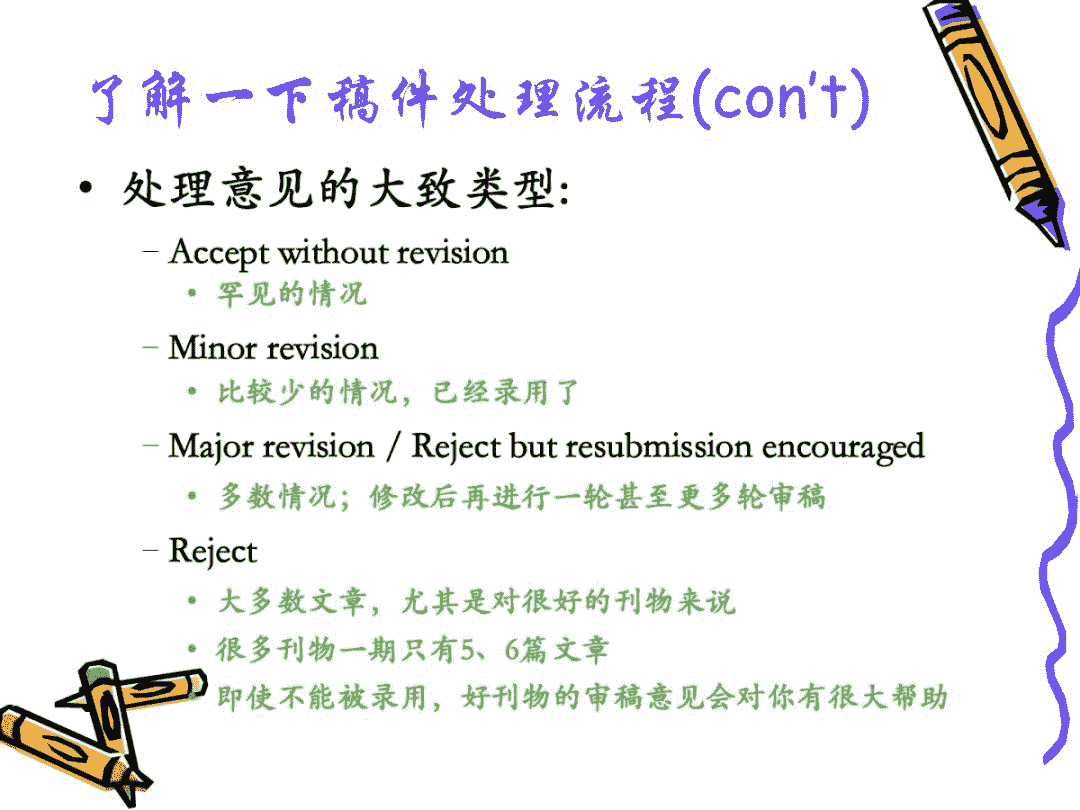 了解一下稿件处理流程(con't)
• 处理意见的大致类型:
– Accept without revision
• 罕见的情况
– Minor revision
• 比较少的情况，已经录用了
– Major revision / Reject but resubmission encouraged
• 多数情况；修改后再进行一轮甚至更多轮审稿
– Reject
• 大多数文章，尤其是对很好的刊物来说
• 很多刊物一期只有5、6篇文章
即使不能被录用，好刊物的审稿意见会对你有很大帮助